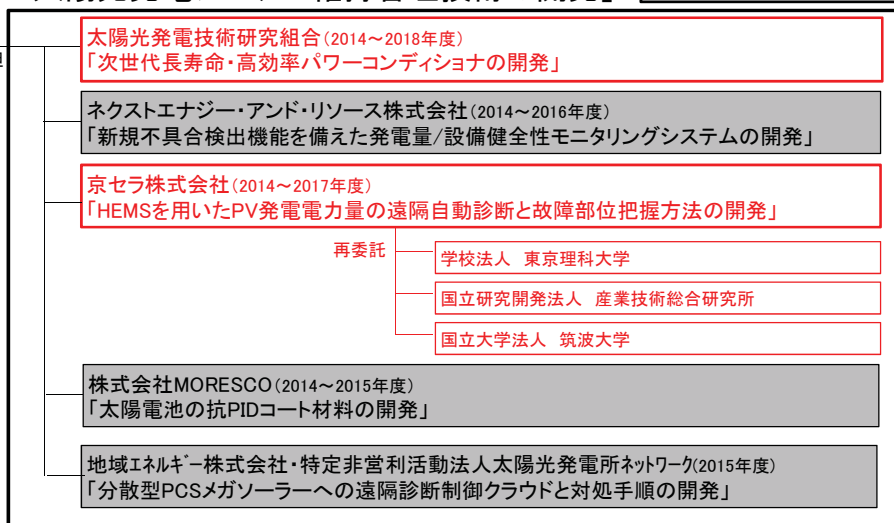 太陽光発電技術研究組合(2014～2018年度)
「次世代長寿命・高効率パワーコンディショナの開発」
ネクストエナジー・アンド・リソース株式会社(2014～2016年度)
「新規不具合検出機能を備えた発電量/設備健全性モニタリングシステムの開発」
京セラ株式会社(2014～2017年度)
「HEMSを用いたPV発電電力量の遠隔自動診断と故障部位把握方法の開発」
再委託
学校法人 東京理科大学
国立研究開発法人 産業技術総合研究所
国立大学法人 筑波大学
株式会社MORESCO(2014～2015年度)
「太陽電池の抗PIDコート材料の開発」
地域エネルギー株式会社・特定非営利活動法人太陽光発電所ネットワーク(2015年度)
「分散型PCSメガソーラーへの遠隔診断制御クラウドと対処手順の開発」